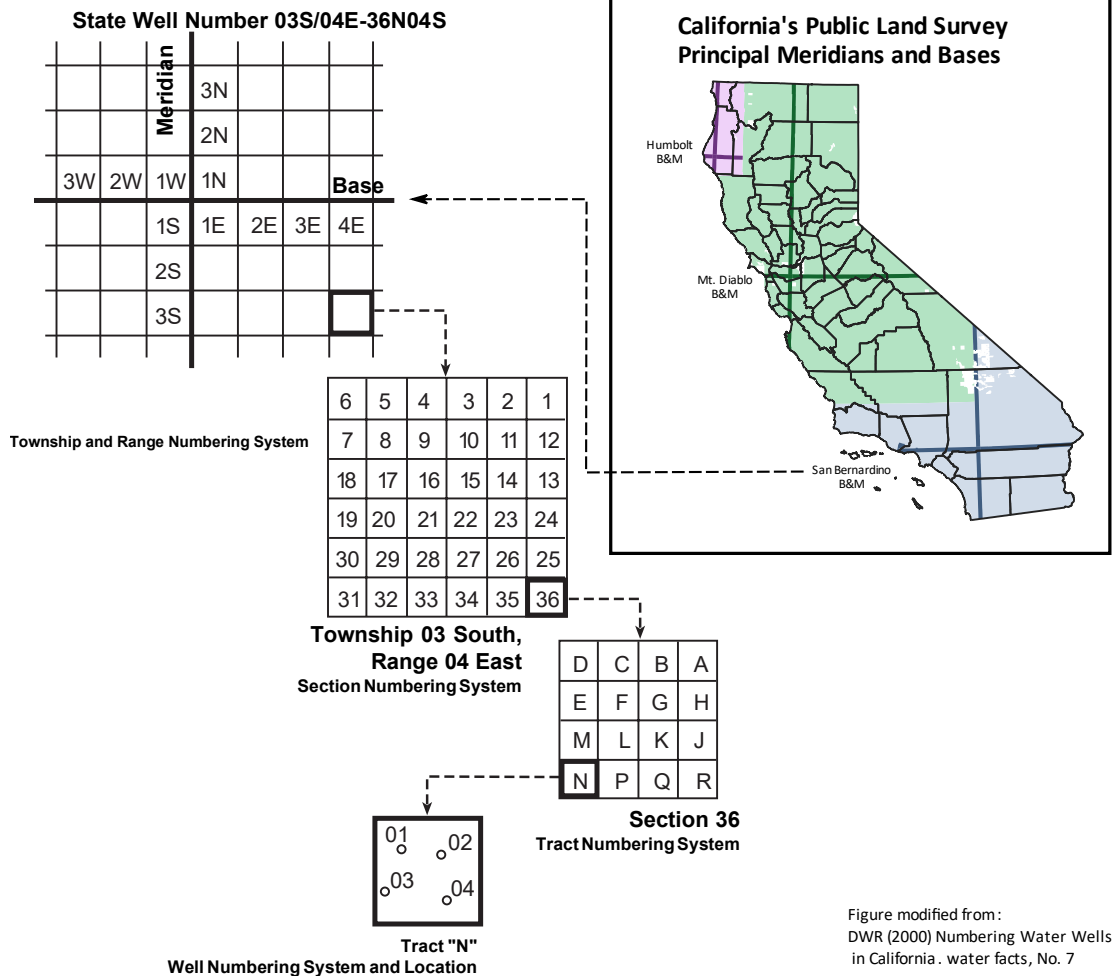 State Well Number 03S/04E-36N04S
Meridian
3N
2N
3W 2W 1W 1N
Base
1S 1E 2E 3E 4E
2S
3S
Township and Range Numbering System
6 5 4 3 2 1
7 8 9 10 11 12
18 17 16 15 14 13
19 20 21 22 23 24
30 29 28 27 26 25
31 32 33 34 35 36
Township 03 South,
Range 04 East
Section Numbering System
D C B A
E F G H
M L K J
N P Q R
Section 36
Tract Numbering System
01 02
03 04
Tract "N"
Well Numbering System and Location
California's Public Land Survey
Principal Meridians and Bases
Humbolt
B&M
Mt. Diablo
B&M
San Bernardino
B&M
Figure modified from:
DWR (2000) Numbering Water Wells
in California. water facts, No. 7